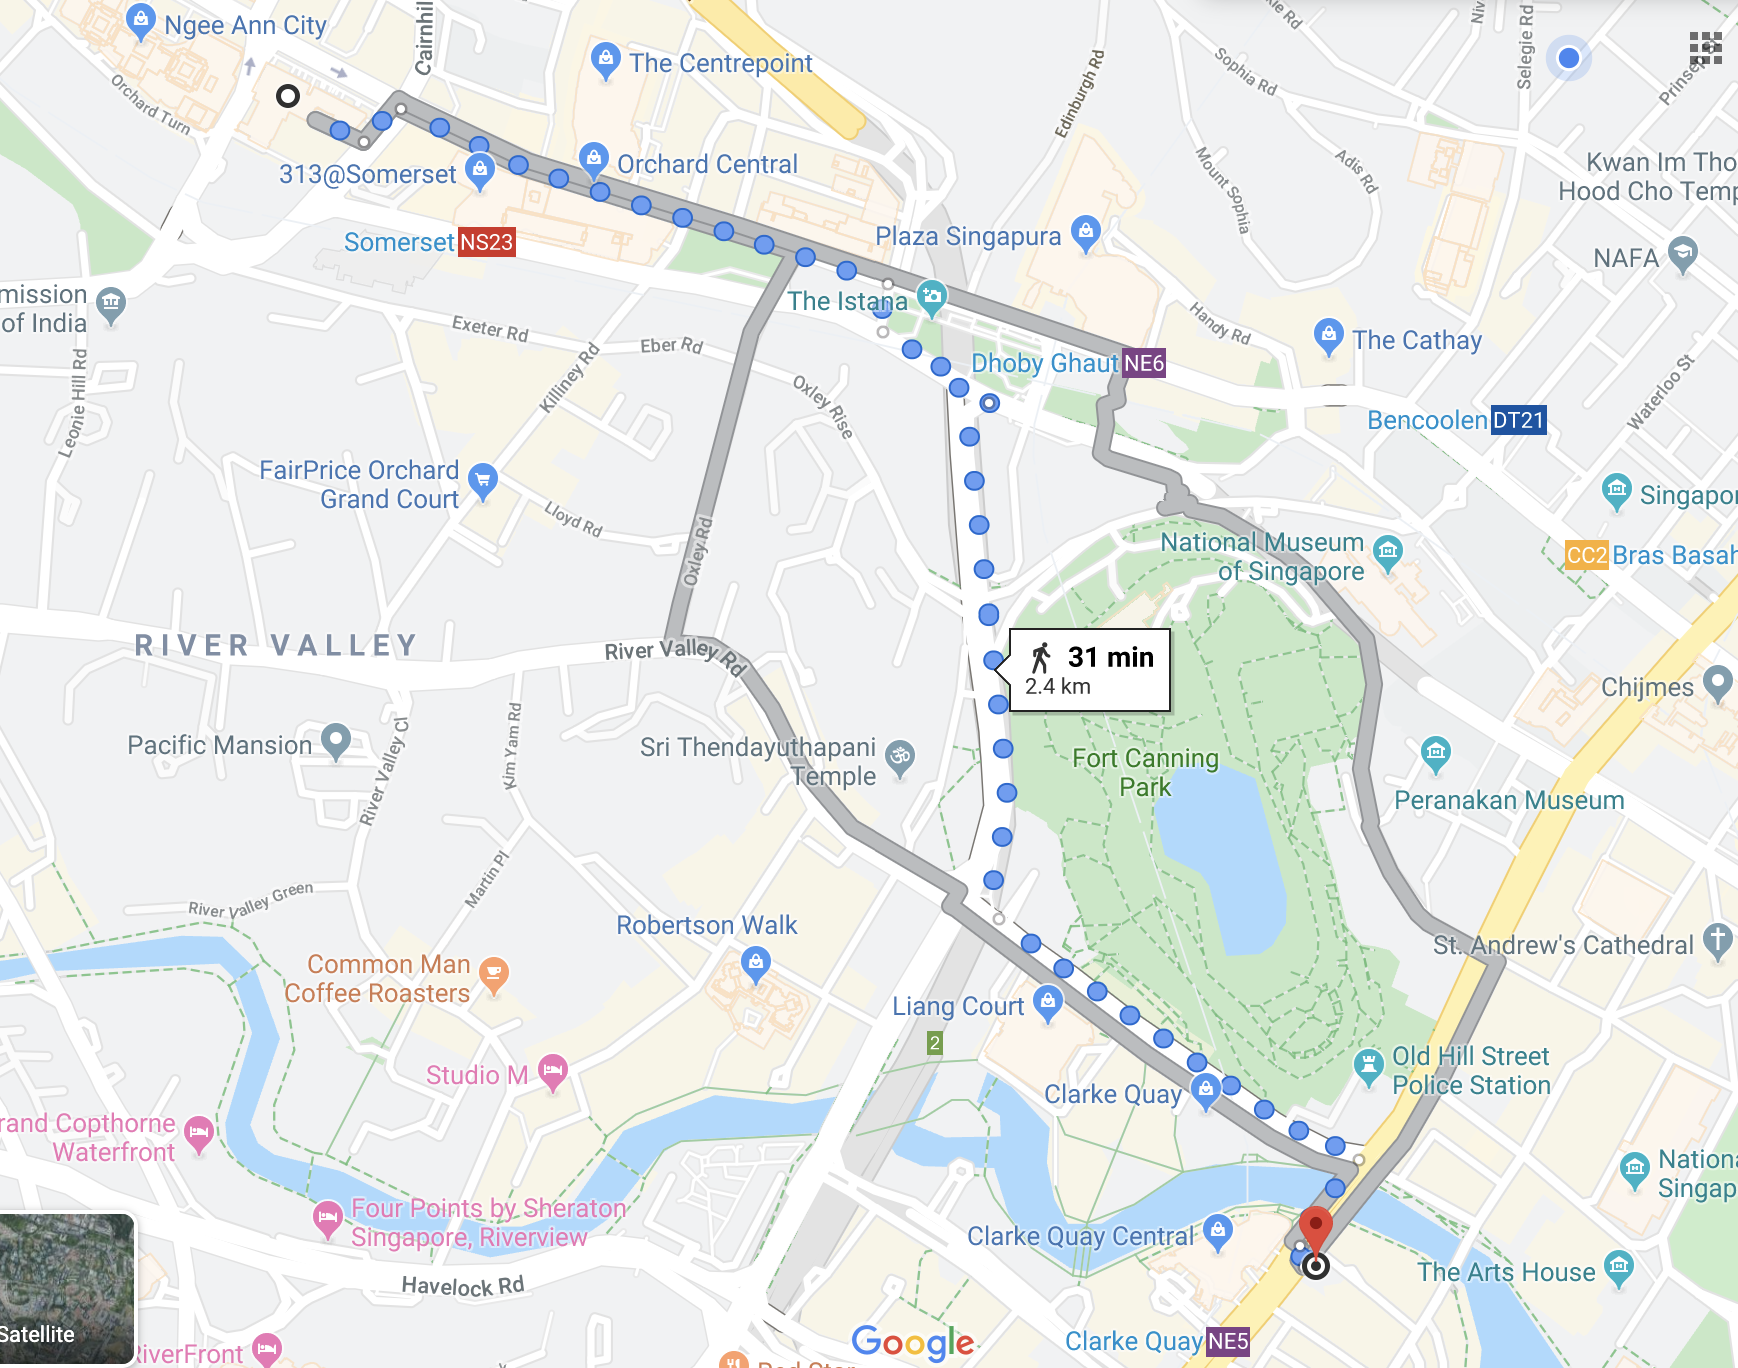 Ngee Ann City
Cairnhil
The Centrepoint
Orchard Turn
Edinburgh Rd
Sophia Rd
Selegie Rd
313@Somerset
Orchard Central
Mount Sophia
Adis Rd
Kwan Im Tho
Hood Cho Temp
Somerset NS23
Plaza Singapura
NAFA
mission
of India
The Istana
Exeter Rd
Eber Rd
Handy Rd
The Cathay
Leonie Hill Rd
Killiney Rd
Oxley Rise
Dhoby Ghaut NE6
Waterloo St
Bencoolen DT21
FairPrice Orchard
Grand Court
Lloyd Rd
Oxley Rd
Singapo
National Museum
of Singapore
CC2 Bras Basah
RIVER VALLEY
River Valley Rd
31 min
2.4 km
Chijmes
Pacific Mansion
River Valley Cl
Kim Yam Rd
Sri Thendayuthapani
Temple
Fort Canning
Park
Peranakan Museum
Martin Pl
River Valley Green
Robertson Walk
St. Andrew's Cathedral
Common Man
Coffee Roasters
Liang Court
2
Studio M
Clarke Quay
Old Hill Street
Police Station
rand Copthorne
Waterfront
Nationa
Singap
Four Points by Sheraton
Singapore, Riverview
Clarke Quay Central
The Arts House
Havelock Rd
Satellite
Google
Clarke Quay NE5
RiverFront